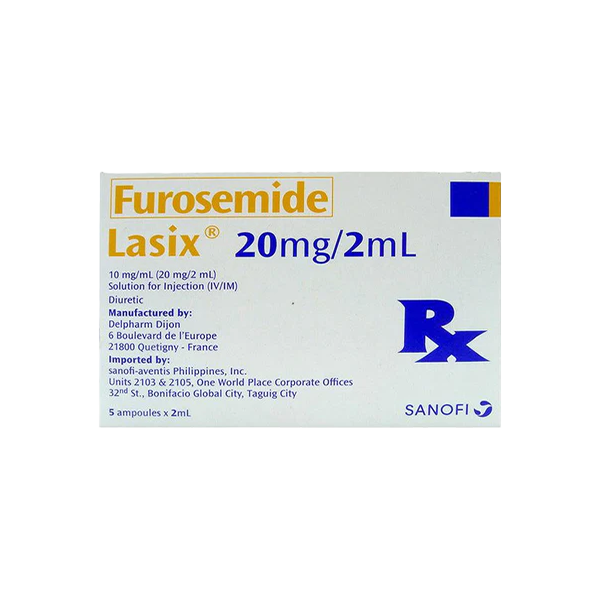 Furosemide
Lasix® 20mg/2mL
10 mg/mL (20 mg/2 mL)
Solution for Injection (IV/IM)
Diuretic
Manufactured by:
Delpharm Dijon
6 Boulevard de l'Europe
21800 Quetigny - France
Imported by:
sanofi-aventis Philippines, Inc.
Units 2103 & 2105, One World Place Corporate Offices
32nd St., Bonifacio Global City, Taguig City
5 ampoules x 2mL
Rx
SANOFI